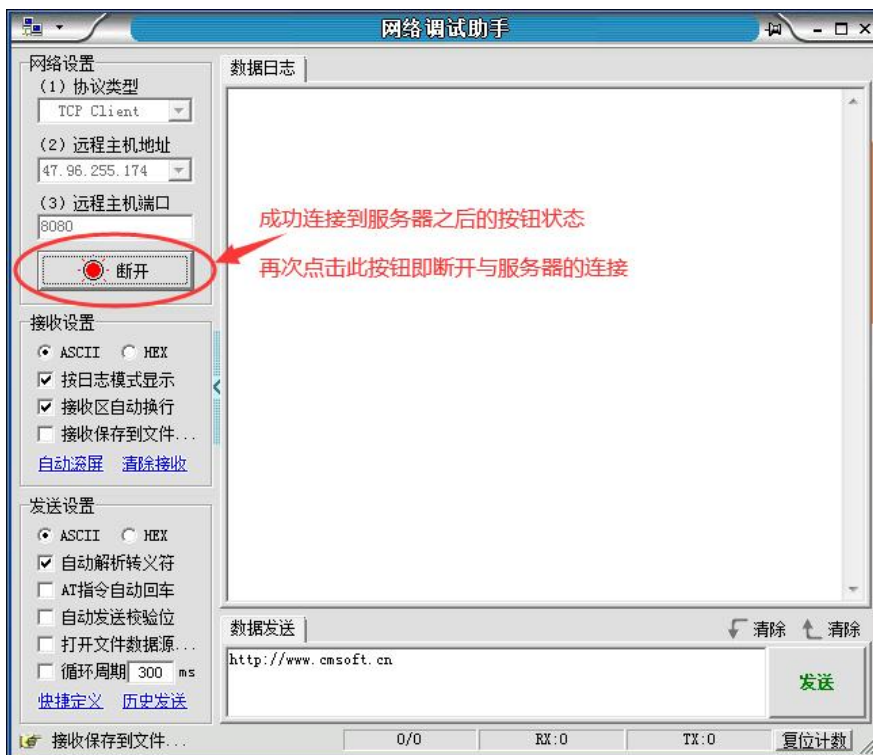 网络调试助手
网络设置
(1) 协议类型
TCP Client
(2) 远程主机地址
47.96.255.174
(3) 远程主机端口
8080
断开
接收设置
ASCII HEX
按日志模式显示
接收区自动换行
接收保存到文件...
自动滚屏 清除接收
发送设置
ASCII HEX
自动解析转义符
AT指令自动回车
自动发送校验位
打开文件数据源...
循环周期 300 ms
快捷定义 历史发送
数据日志
成功连接到服务器之后的按钮状态
再次点击此按钮即断开与服务器的连接
数据发送 清除 清除
http://www.cmsoft.cn
发送
接收保存到文件... 0/0 RX:0 TX:0 复位计数